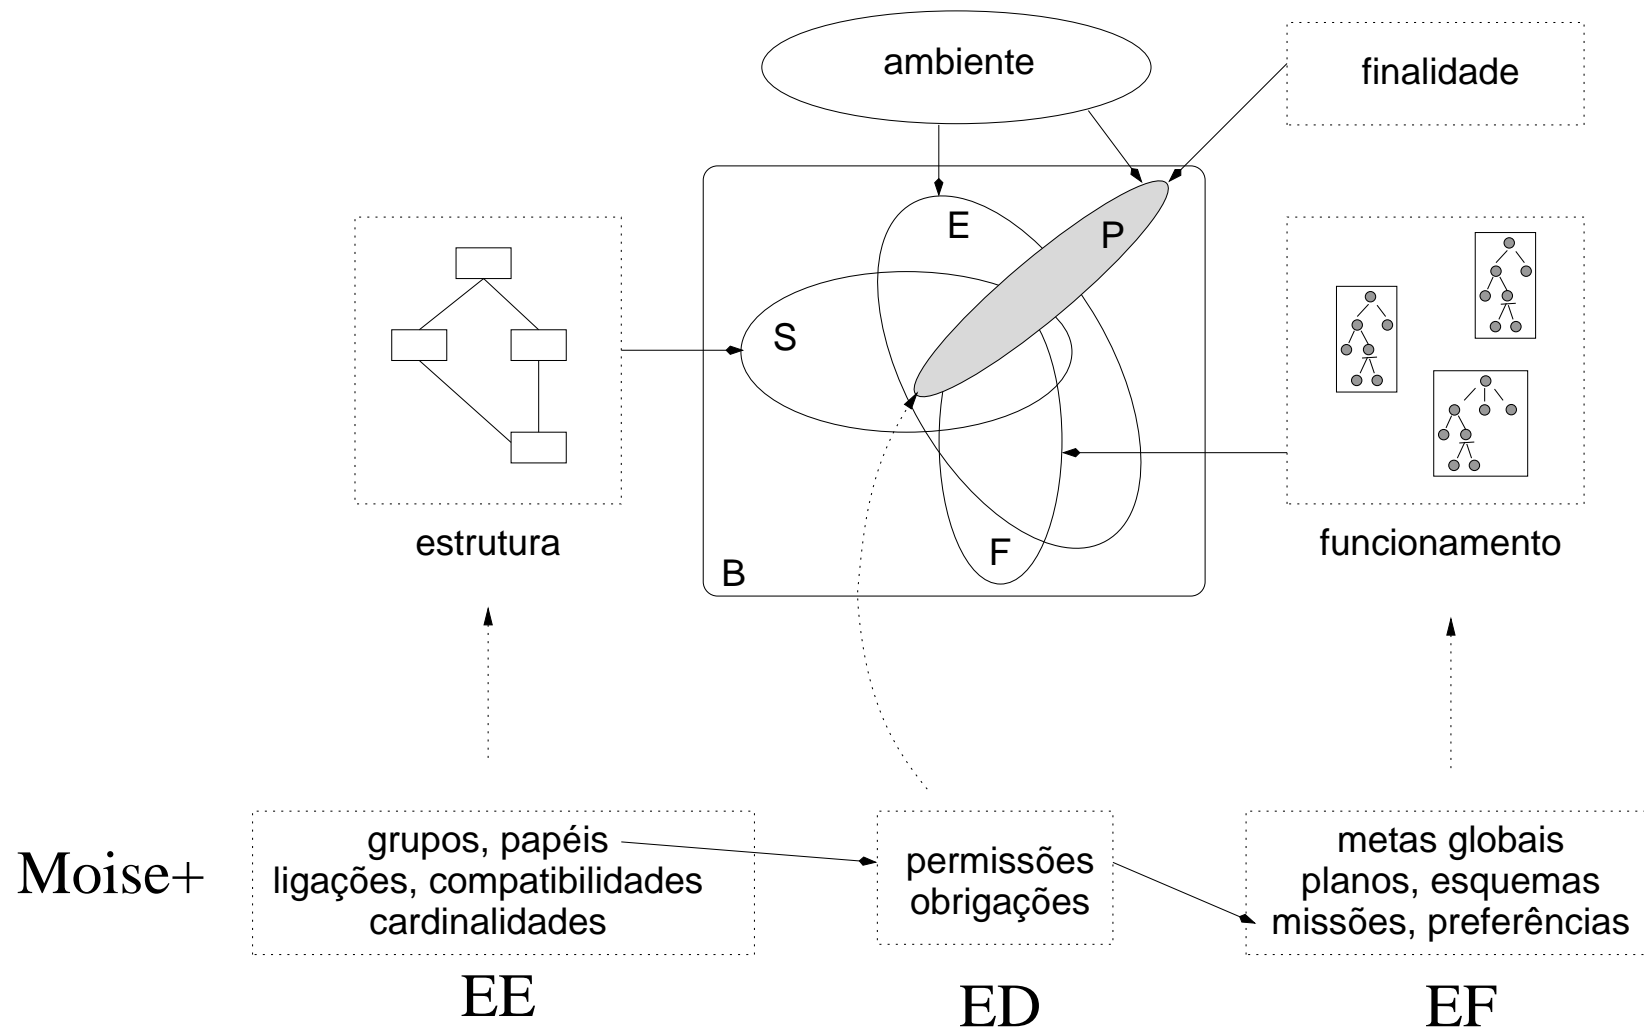 ambiente
finalidade
E
P
S
F
B
estrutura
funcionamento
Moise+
grupos, papéis
ligações, compatibilidades
cardinalidades
EE
permissões
obrigações
ED
metas globais
planos, esquemas
missões, preferências
EF